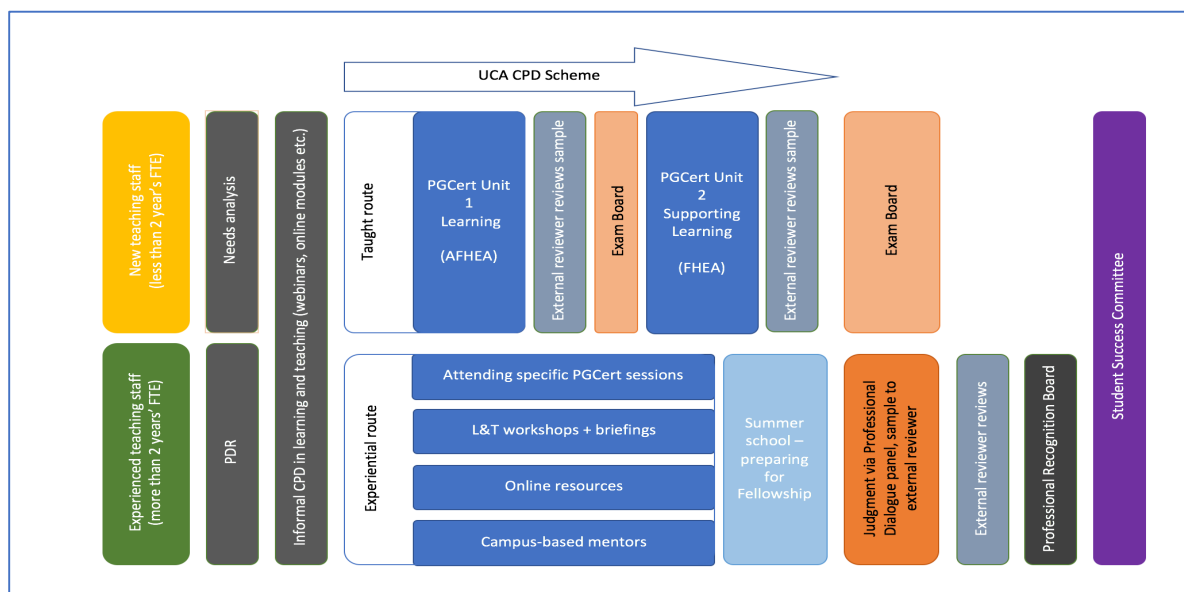 UCA CPD Scheme
New teaching staff
(less than 2 year's FTE)
Needs analysis
Informal CPD in learning and teaching (webinars, online modules etc.)
Taught route
PGCert Unit
1
Learning
(AFHEA)
External reviewer reviews sample
Exam Board
PGCert Unit
2
Supporting
Learning
(FHEA)
External reviewer reviews sample
Exam Board
Student Success Committee
Experienced teaching staff
(more than 2 years' FTE)
PDR
Experiential route
Attending specific PGCert sessions
L&T workshops + briefings
Online resources
Campus-based mentors
Summer
school –
preparing
for
Fellowship
Judgment via Professional
Dialogue panel, sample to
external reviewer
External reviewer reviews
Professional Recognition Board